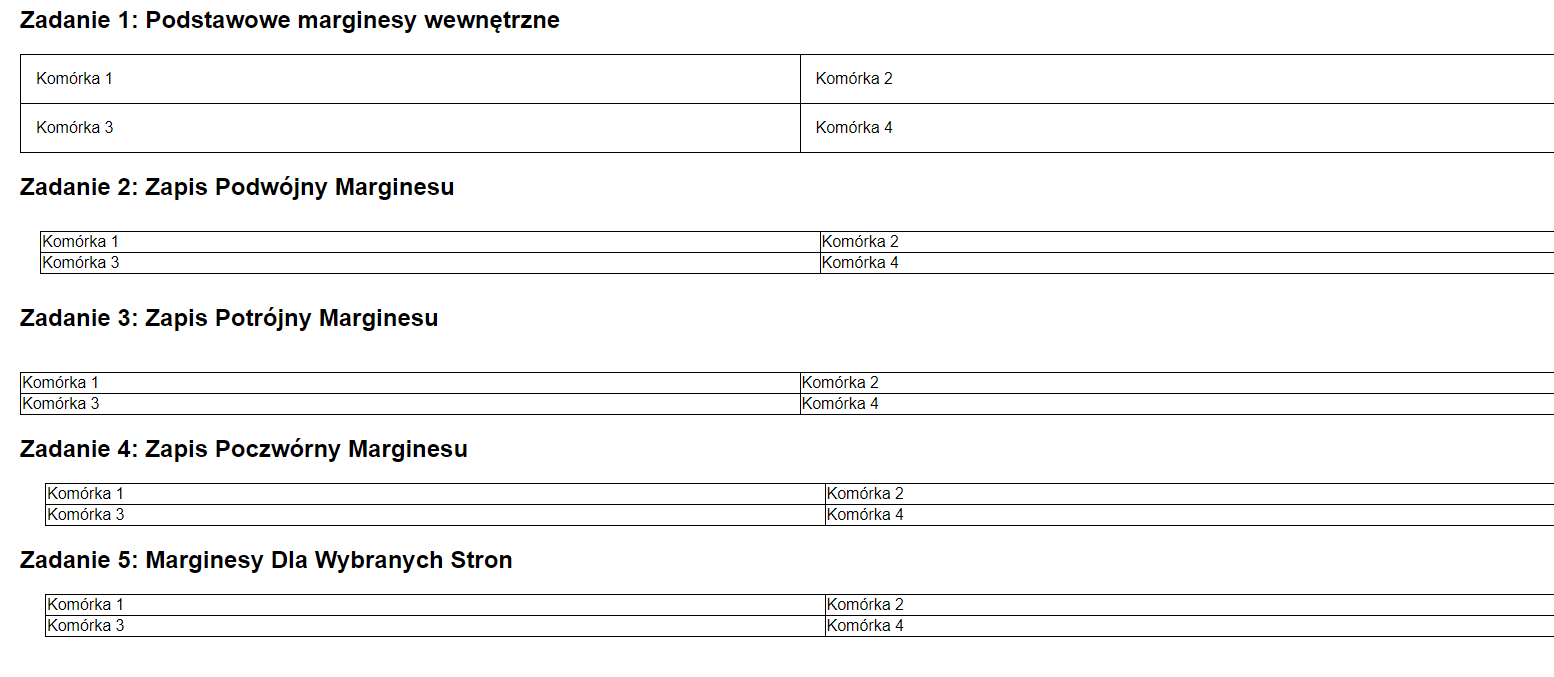 Zadanie 1: Podstawowe marginesy wewnętrzne
Komórka 1 Komórka 2
Komórka 3 Komórka 4
Zadanie 2: Zapis Podwójny Marginesu
Komórka 1 Komórka 2
Komórka 3 Komórka 4
Zadanie 3: Zapis Potrójny Marginesu
Komórka 1 Komórka 2
Komórka 3 Komórka 4
Zadanie 4: Zapis Poczwórny Marginesu
Komórka 1 Komórka 2
Komórka 3 Komórka 4
Zadanie 5: Marginesy Dla Wybranych Stron
Komórka 1 Komórka 2
Komórka 3 Komórka 4